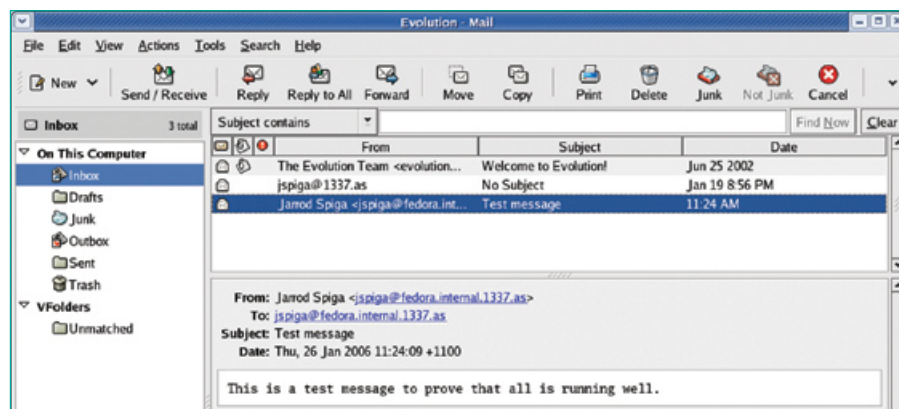 Evolution - Mail
File Edit View Actions Tools Search Help
New Send / Receive Reply Reply to All Forward Move Copy Print Delete Junk Not Junk Cancel
Inbox 3 total Subject contains Find Now Clear
From Subject Date
On This Computer
Inbox
Drafts
Junk
Outbox
Sent
Trash
VFolders
Unmatched
The Evolution Team <evolution... Welcome to Evolution! Jun 25 2002
jspiga@1337.as No Subject Jan 19 8:56 PM
Jarrod Spiga <jspiga@fedora.int... Test message 11:24 AM
From: Jarrod Spiga <jspiga@fedora.internal.1337.as>
To: jspiga@fedora.internal.1337.as
Subject: Test message
Date: Thu, 26 Jan 2006 11:24:09 +1100
This is a test message to prove that all is running well.